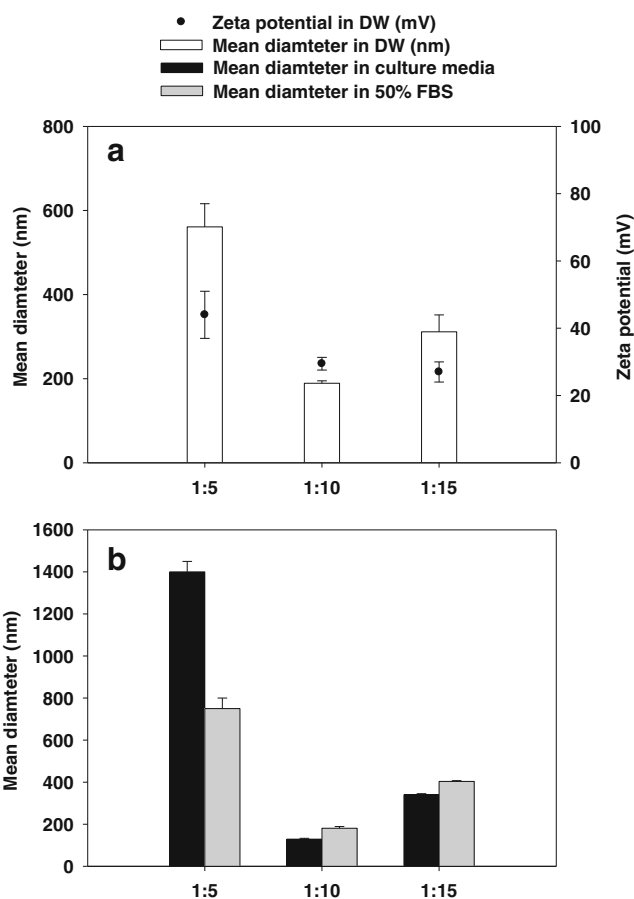 Zeta potential in DW (mV)
Mean diamteter in DW (nm)
Mean diamteter in culture media
Mean diamteter in 50% FBS
a
Mean diamteter (nm)
800
600
400
200
0
100
80
60
40
20
0
Zeta potential (mV)
1:5 1:10 1:15
b
Mean diamteter (nm)
1600
1400
1200
1000
800
600
400
200
0
1:5 1:10 1:15